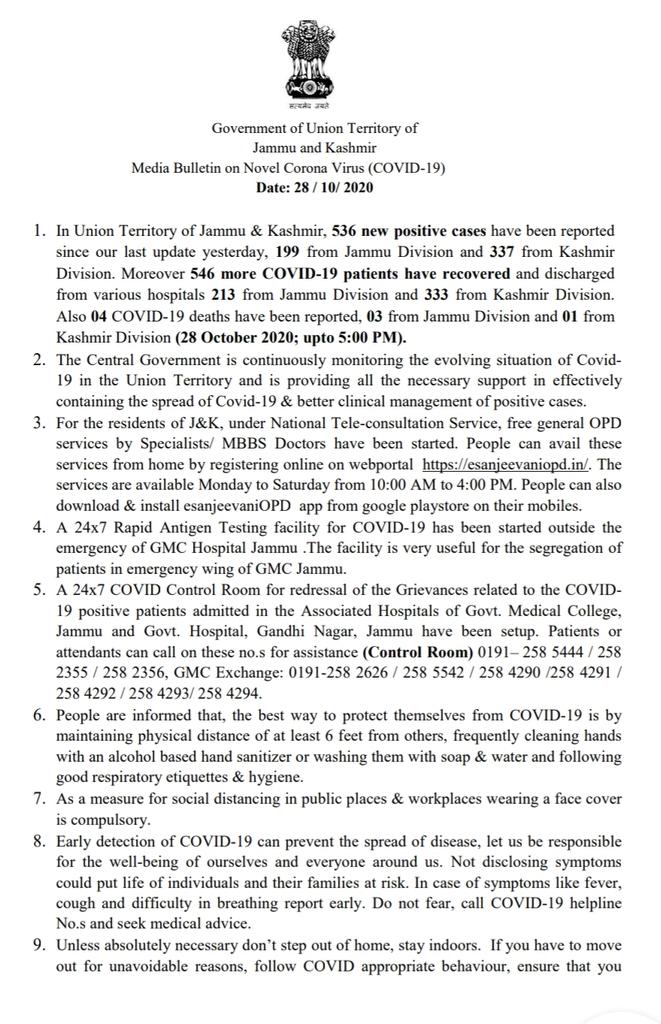 सत्यमेव जयते
Government of Union Territory of
Jammu and Kashmir
Media Bulletin on Novel Corona Virus (COVID-19)
Date: 28 / 10/ 2020
1. In Union Territory of Jammu & Kashmir, 536 new positive cases have been reported
since our last update yesterday, 199 from Jammu Division and 337 from Kashmir
Division. Moreover 546 more COVID-19 patients have recovered and discharged
from various hospitals 213 from Jammu Division and 333 from Kashmir Division.
Also 04 COVID-19 deaths have been reported, 03 from Jammu Division and 01 from
Kashmir Division (28 October 2020; upto 5:00 PM).
2. The Central Government is continuously monitoring the evolving situation of Covid-
19 in the Union Territory and is providing all the necessary support in effectively
containing the spread of Covid-19 & better clinical management of positive cases.
3. For the residents of J&K, under National Tele-consultation Service, free general OPD
services by Specialists/ MBBS Doctors have been started. People can avail these
services from home by registering online on webportal https://esanjeevaniopd.in/. The
services are available Monday to Saturday from 10:00 AM to 4:00 PM. People can also
download & install esanjeevaniOPD app from google playstore on their mobiles.
4. A 24x7 Rapid Antigen Testing facility for COVID-19 has been started outside the
emergency of GMC Hospital Jammu .The facility is very useful for the segregation of
patients in emergency wing of GMC Jammu.
5. A 24x7 COVID Control Room for redressal of the Grievances related to the COVID-
19 positive patients admitted in the Associated Hospitals of Govt. Medical College,
Jammu and Govt. Hospital, Gandhi Nagar, Jammu have been setup. Patients or
attendants can call on these no.s for assistance (Control Room) 0191– 258 5444 / 258
2355 / 258 2356, GMC Exchange: 0191-258 2626 / 258 5542 / 258 4290 /258 4291 /
258 4292 / 258 4293/ 258 4294.
6. People are informed that, the best way to protect themselves from COVID-19 is by
maintaining physical distance of at least 6 feet from others, frequently cleaning hands
with an alcohol based hand sanitizer or washing them with soap & water and following
good respiratory etiquettes & hygiene.
7. As a measure for social distancing in public places & workplaces wearing a face cover
is compulsory.
8. Early detection of COVID-19 can prevent the spread of disease, let us be responsible
for the well-being of ourselves and everyone around us. Not disclosing symptoms
could put life of individuals and their families at risk. In case of symptoms like fever,
cough and difficulty in breathing report early. Do not fear, call COVID-19 helpline
No.s and seek medical advice.
9. Unless absolutely necessary don’t step out of home, stay indoors. If you have to move
out for unavoidable reasons, follow COVID appropriate behaviour, ensure that you